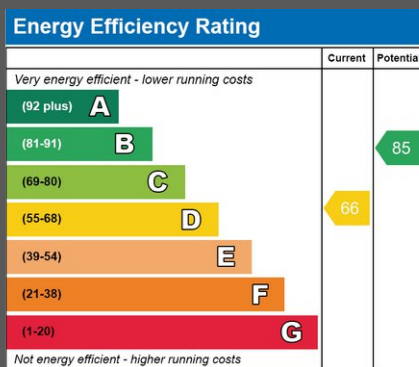 Energy Efficiency Rating
Current Potential
Very energy efficient - lower running costs
(92 plus) A
(81-91) B
85
(69-80) C
(55-68) D
66
(39-54) E
(21-38) F
(1-20) G
Not energy efficient - higher running costs